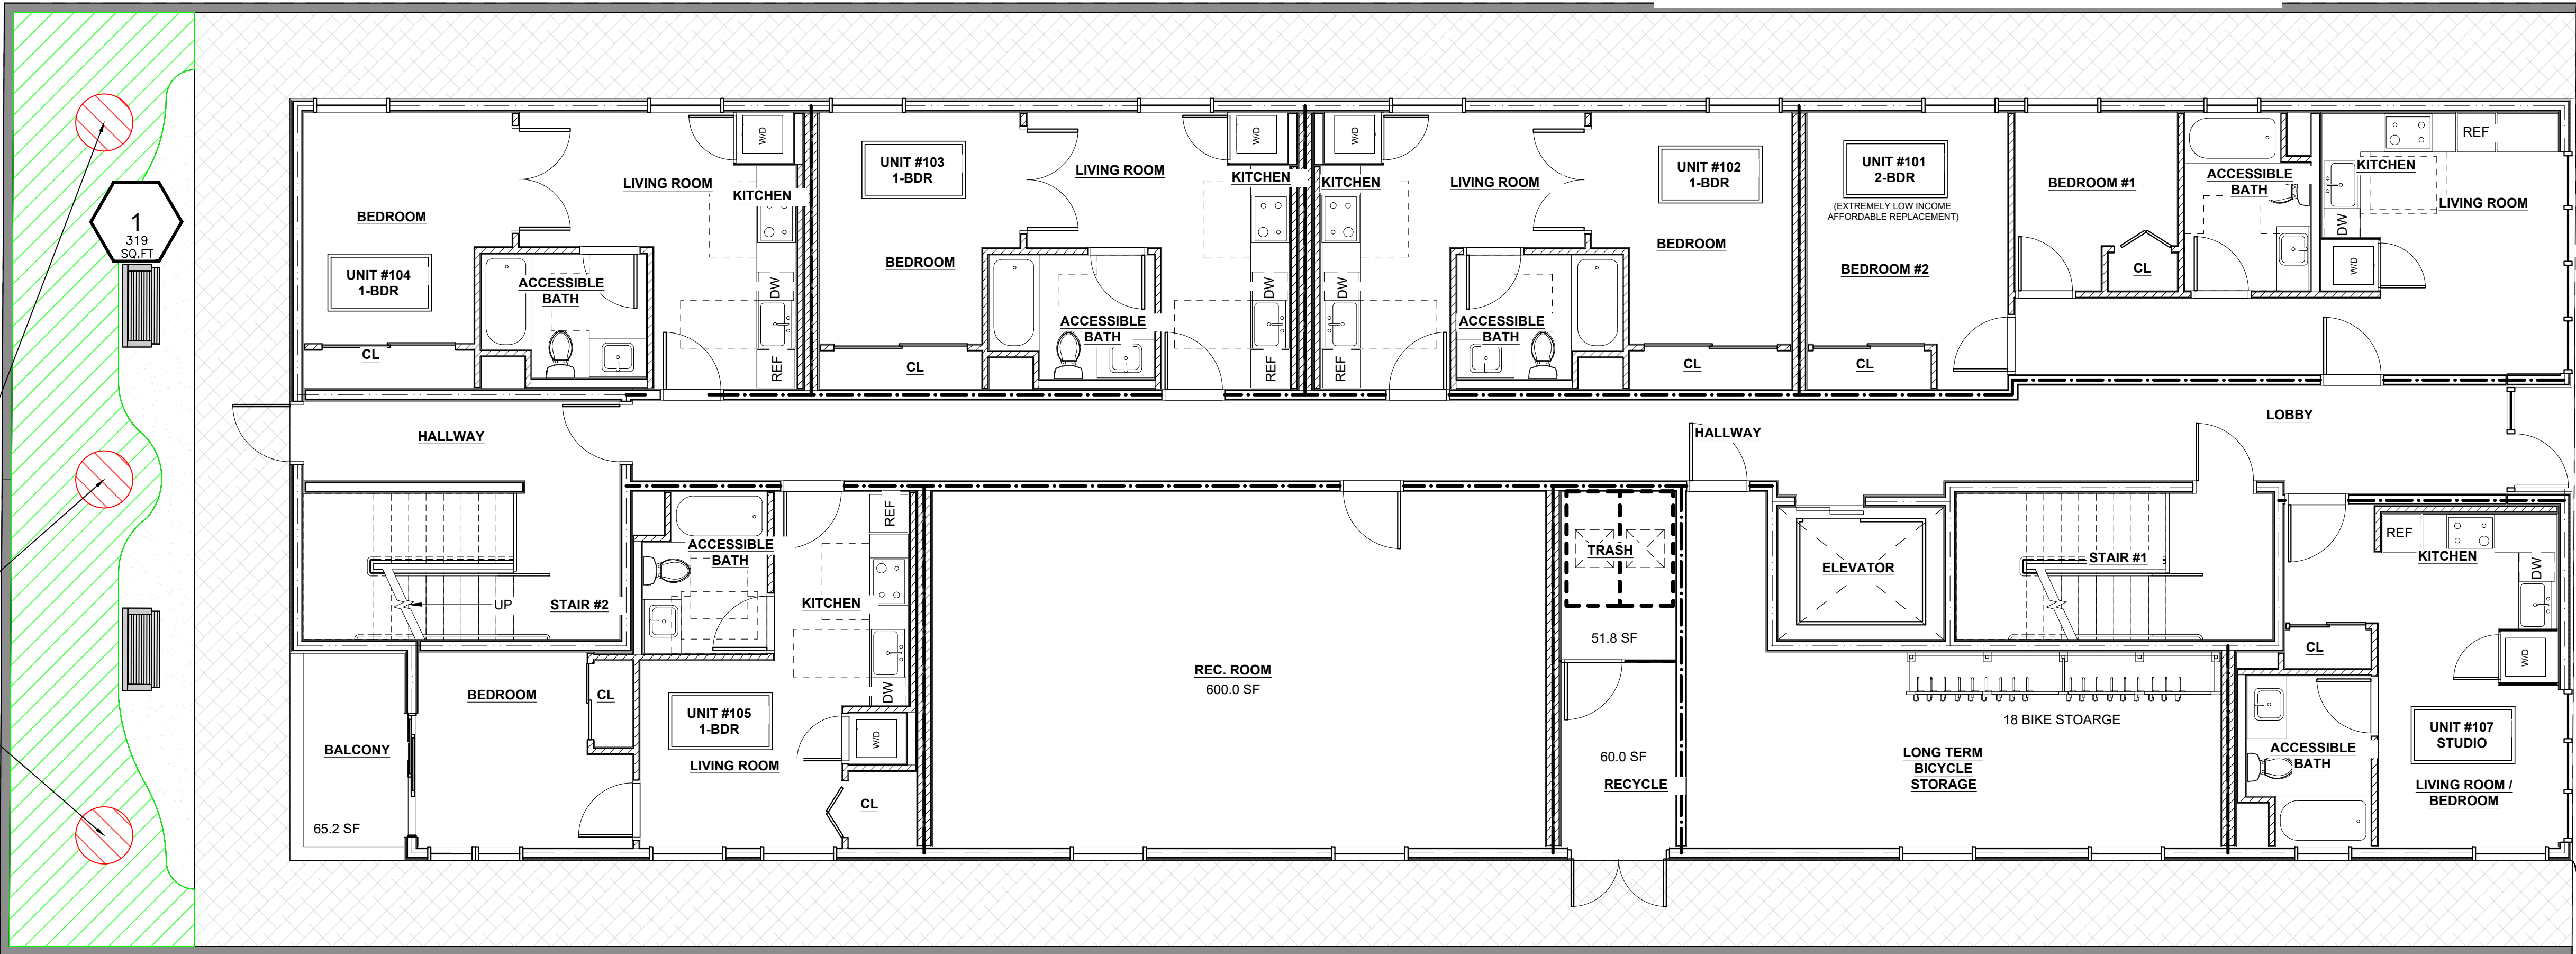 1
319
SQ.FT
BEDROOM
UNIT #104
1-BDR
CL
ACCESSIBLE
BATH
LIVING ROOM
KITCHEN
W/D
DW
REF
UNIT #103
1-BDR
BEDROOM
CL
LIVING ROOM
ACCESSIBLE
BATH
KITCHEN
W/D
DW
REF
W/D
KITCHEN
DW
REF
LIVING ROOM
ACCESSIBLE
BATH
UNIT #102
1-BDR
BEDROOM
CL
UNIT #101
2-BDR
(EXTREMELY LOW INCOME
AFFORDABLE REPLACEMENT)
BEDROOM #2
CL
BEDROOM #1
CL
ACCESSIBLE
BATH
KITCHEN
REF
DW
W/D
LIVING ROOM
HALLWAY
HALLWAY
LOBBY
UP
STAIR #2
BALCONY
65.2 SF
BEDROOM
CL
ACCESSIBLE
BATH
REF
KITCHEN
DW
UNIT #105
1-BDR
LIVING ROOM
W/D
CL
REC. ROOM
600.0 SF
TRASH
51.8 SF
60.0 SF
RECYCLE
ELEVATOR
STAIR #1
18 BIKE STOARGE
LONG TERM
BICYCLE
STORAGE
REF
KITCHEN
DW
CL
W/D
ACCESSIBLE
BATH
UNIT #107
STUDIO
LIVING ROOM /
BEDROOM